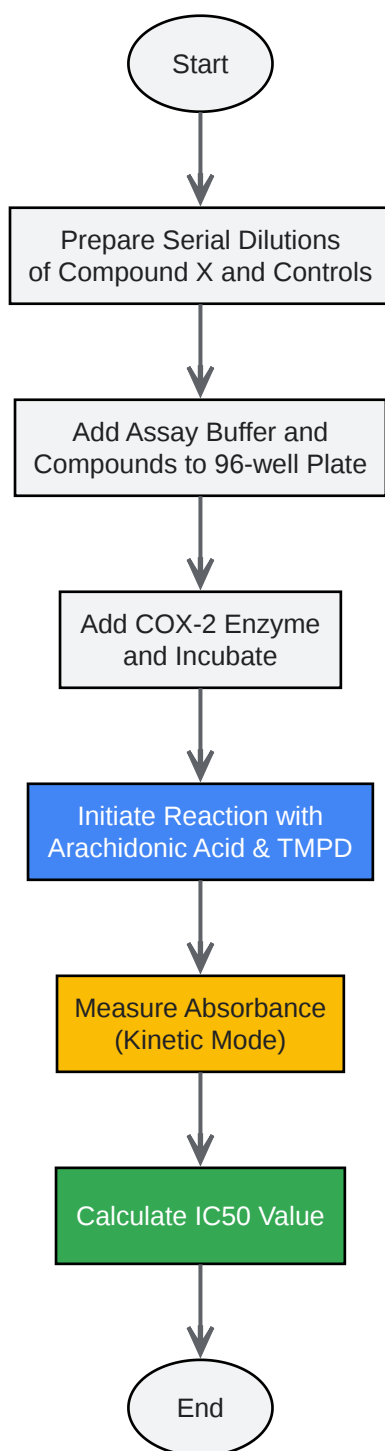 Start
Prepare Serial Dilutions
of Compound X and Controls
Add Assay Buffer and
Compounds to 96-well Plate
Add COX-2 Enzyme
and Incubate
Initiate Reaction with
Arachidonic Acid & TMPD
Measure Absorbance
(Kinetic Mode)
Calculate IC50 Value
End